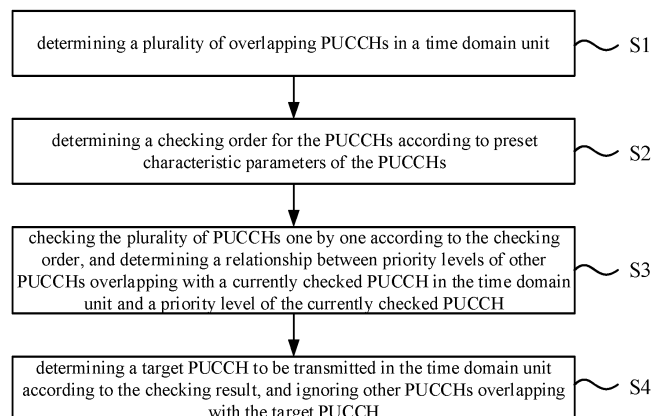 determining a plurality of overlapping PUCCHs in a time domain unit
S1
determining a checking order for the PUCCHs according to preset
characteristic parameters of the PUCCHs
S2
checking the plurality of PUCCHs one by one according to the checking
order, and determining a relationship between priority levels of other
PUCCHs overlapping with a currently checked PUCCH in the time domain
unit and a priority level of the currently checked PUCCH
S3
determining a target PUCCH to be transmitted in the time domain unit
according to the checking result, and ignoring other PUCCHs overlapping
with the target PUCCH
S4